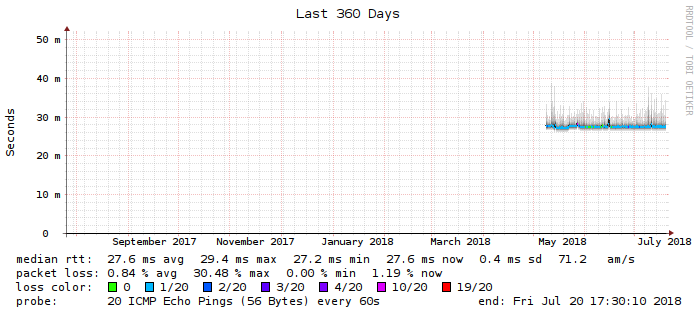 Last 360 Days
RRDTOOL / TOBI OETIKER
Seconds
50 m
40 m
30 m
20 m
10 m
0
September 2017 November 2017 January 2018 March 2018 May 2018 July 2018
median rtt: 27.6 ms avg 29.4 ms max 27.2 ms min 27.6 ms now 0.4 ms sd 71.2 am/s
packet loss: 0.84 % avg 30.48 % max 0.00 % min 1.19 % now
loss color: 0 1/20 2/20 3/20 4/20 10/20 19/20
probe: 20 ICMP Echo Pings (56 Bytes) every 60s end: Fri Jul 20 17:30:10 2018